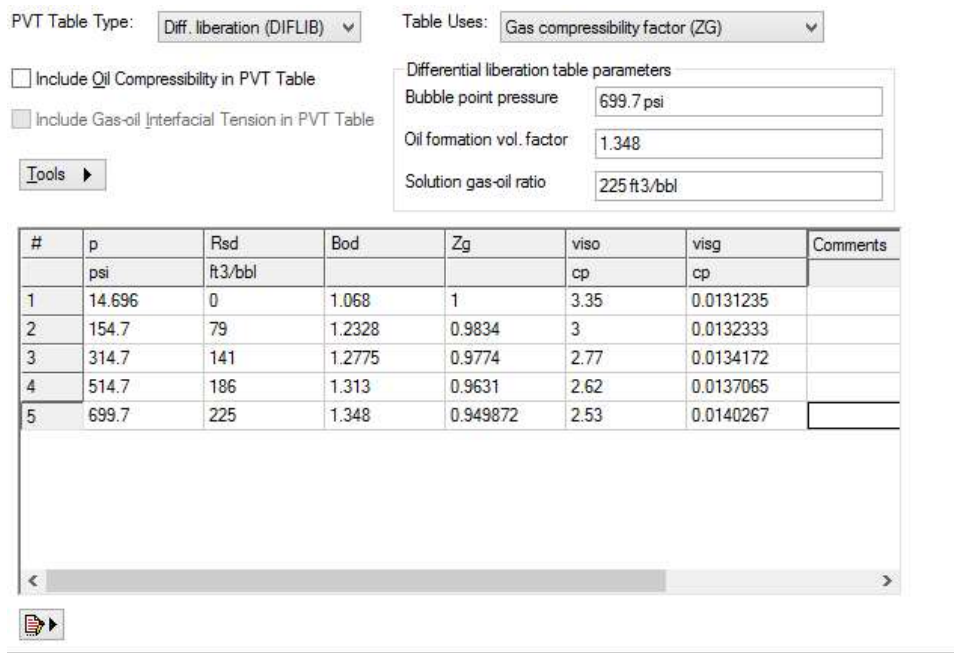 PVT Table Type: Diff. liberation (DIFLIB) Table Uses: Gas compressibility factor (ZG)
Include Oil Compressibility in PVT Table
Include Gas-oil Interfacial Tension in PVT Table
Tools
Differential liberation table parameters
Bubble point pressure 699.7 psi
Oil formation vol. factor 1.348
Solution gas-oil ratio 225 ft3/bbl
# p Rsd Bod Zg viso visg Comments
psi ft3/bbl cp cp
1 14.696 0 1.068 1 3.35 0.0131235
2 154.7 79 1.2328 0.9834 3 0.0132333
3 314.7 141 1.2775 0.9774 2.77 0.0134172
4 514.7 186 1.313 0.9631 2.62 0.0137065
5 699.7 225 1.348 0.949872 2.53 0.0140267